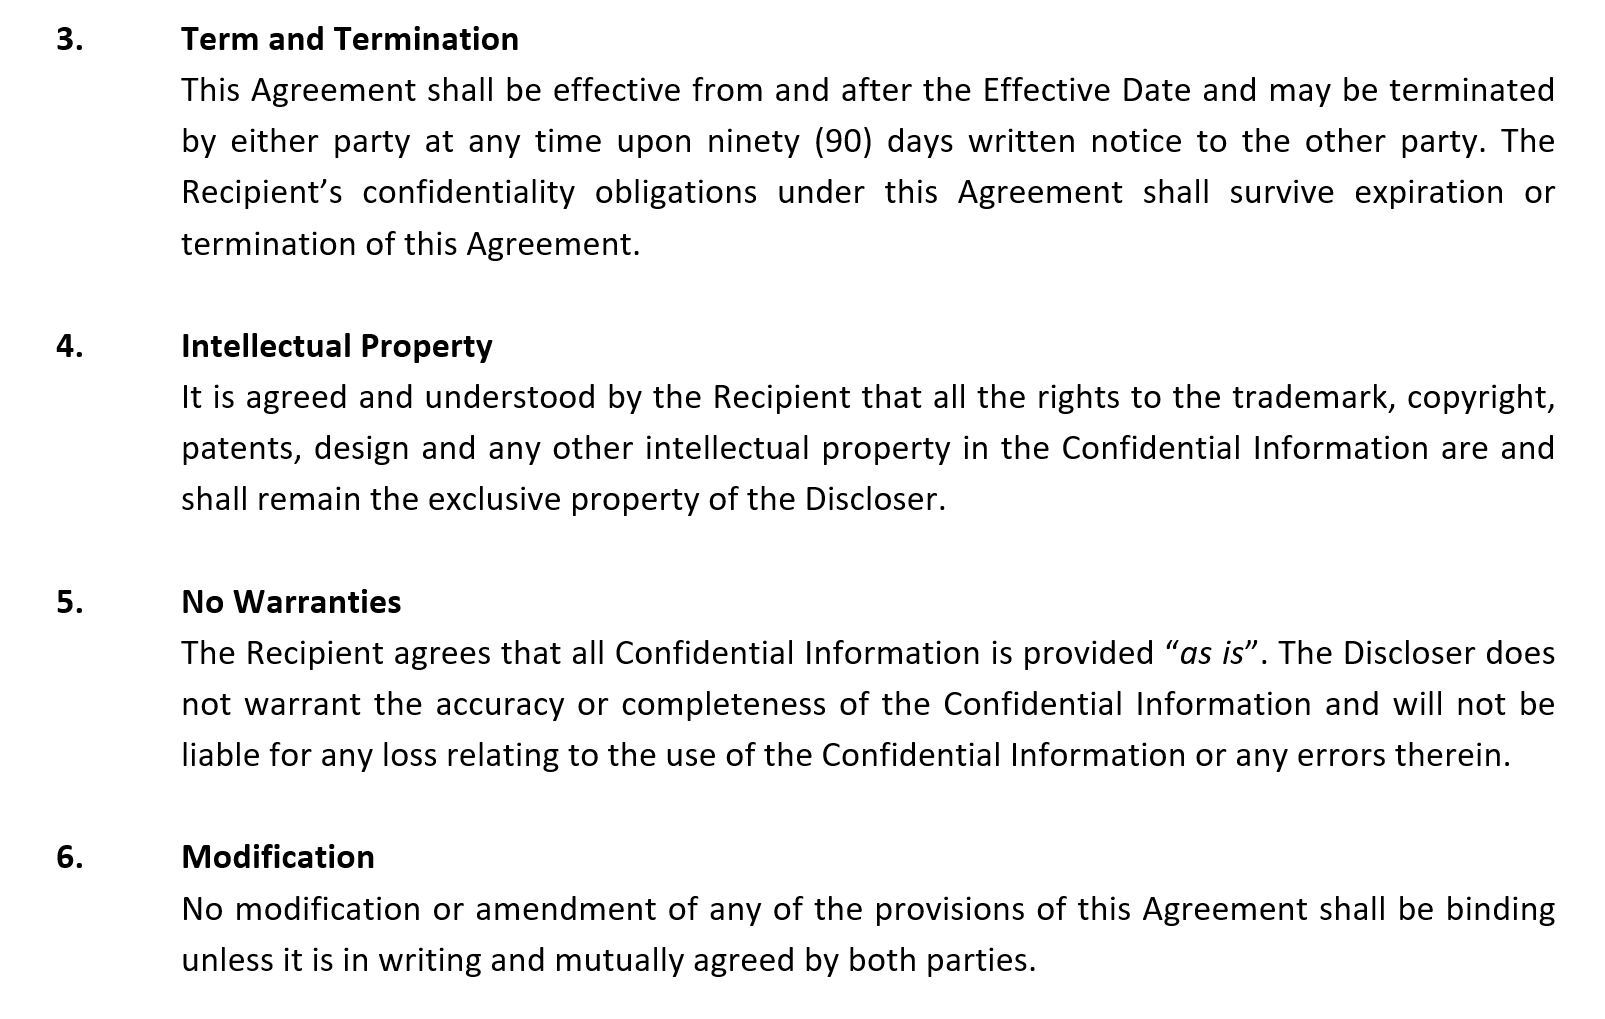 3. Term and Termination
This Agreement shall be effective from and after the Effective Date and may be terminated
by either party at any time upon ninety (90) days written notice to the other party. The
Recipient’s confidentiality obligations under this Agreement shall survive expiration or
termination of this Agreement.
4. Intellectual Property
It is agreed and understood by the Recipient that all the rights to the trademark, copyright,
patents, design and any other intellectual property in the Confidential Information are and
shall remain the exclusive property of the Discloser.
5. No Warranties
The Recipient agrees that all Confidential Information is provided “as is”. The Discloser does
not warrant the accuracy or completeness of the Confidential Information and will not be
liable for any loss relating to the use of the Confidential Information or any errors therein.
6. Modification
No modification or amendment of any of the provisions of this Agreement shall be binding
unless it is in writing and mutually agreed by both parties.